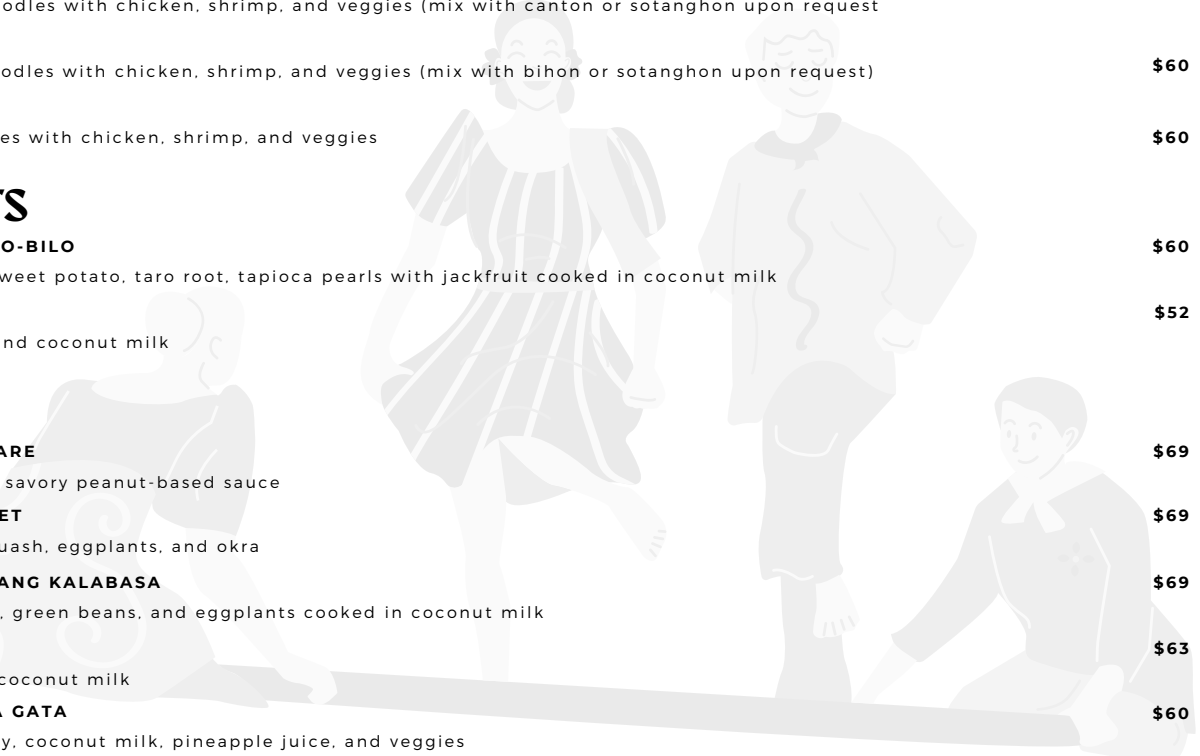 odles with chicken, shrimp, and veggies (mix with canton or sotanghon upon request
$60
odles with chicken, shrimp, and veggies (mix with bihon or sotanghon upon request)
es with chicken, shrimp, and veggies $60
TS
O-BILO $60
weet potato, taro root, tapioca pearls with jackfruit cooked in coconut milk
$52
nd coconut milk
ARE $69
savory peanut-based sauce
ET $69
uash, eggplants, and okra
ANG KALABASA $69
, green beans, and eggplants cooked in coconut milk
$63
coconut milk
A GATA $60
y, coconut milk, pineapple juice, and veggies